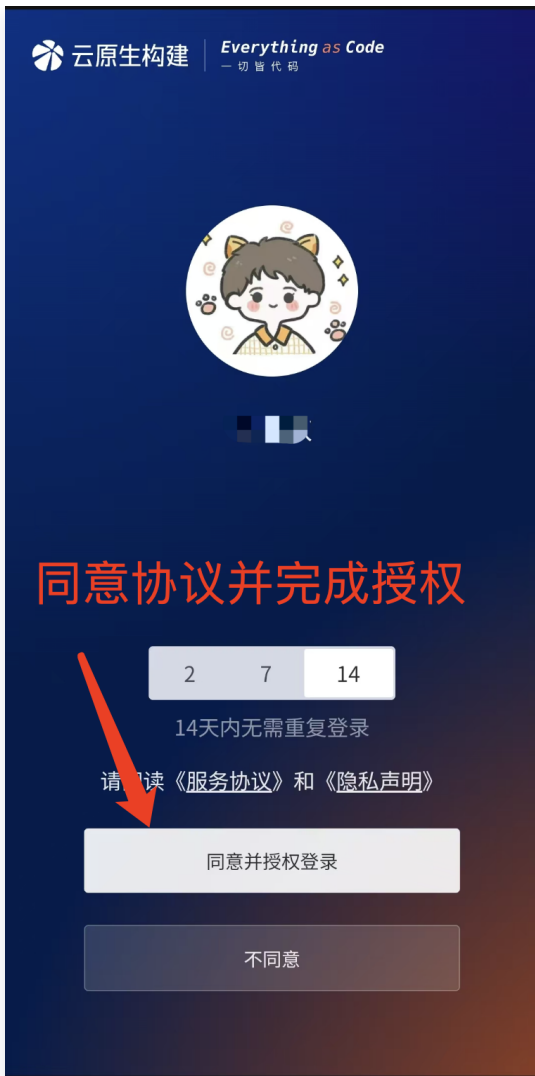 云原生构建
Everything as Code
一切皆代码
同意协议并完成授权
2 7 14
14天内无需重复登录
请阅读《服务协议》和《隐私声明》
同意并授权登录
不同意